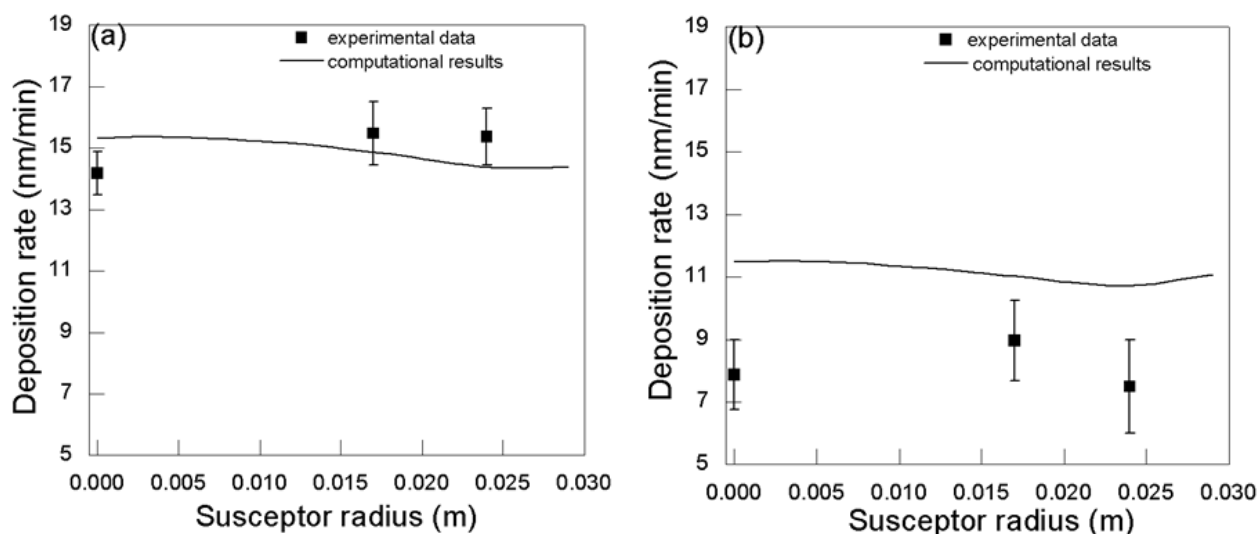 (a)
experimental data
computational results
19
17
15
13
11
9
7
5
Deposition rate (nm/min)
0.000 0.005 0.010 0.015 0.020 0.025 0.030
Susceptor radius (m)
(b)
experimental data
computational results
19
17
15
13
11
9
7
5
Deposition rate (nm/min)
0.000 0.005 0.010 0.015 0.020 0.025 0.030
Susceptor radius (m)